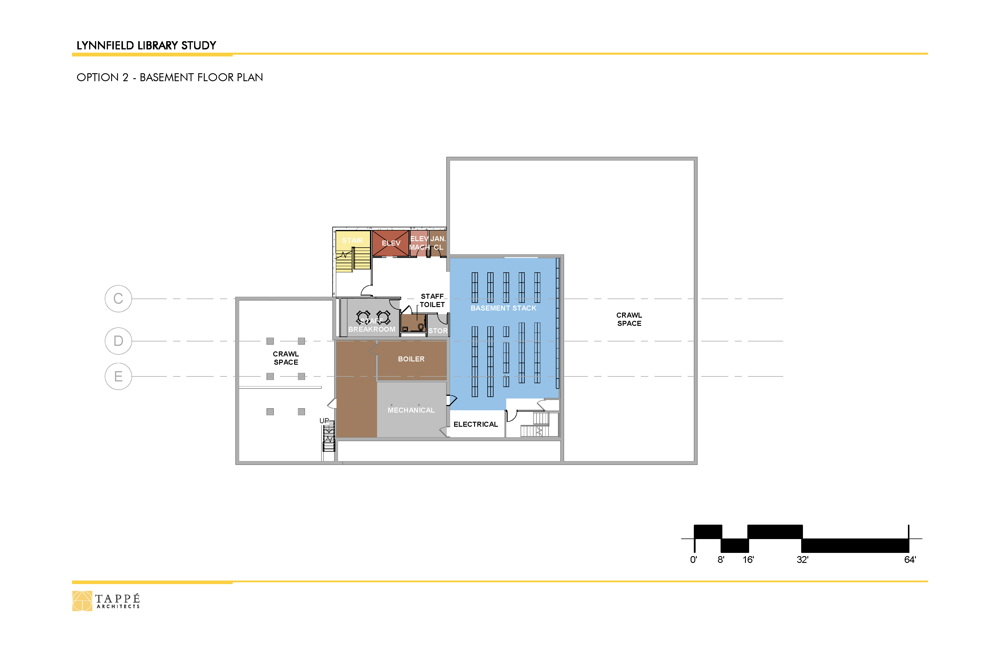 LYNNFIELD LIBRARY STUDY
OPTION 2 - BASEMENT FLOOR PLAN
STAIR
ELEV
ELEV
MACH
JAN.
CL
C
STAFF
TOILET
BASEMENT STACK
CRAWL
SPACE
STAFF
BREAKROOM
STOR
D
CRAWL
SPACE
BOILER
E
MECHANICAL
UP
ELECTRICAL
0' 8' 16' 32' 64'
TAPPÉ
ARCHITECTS